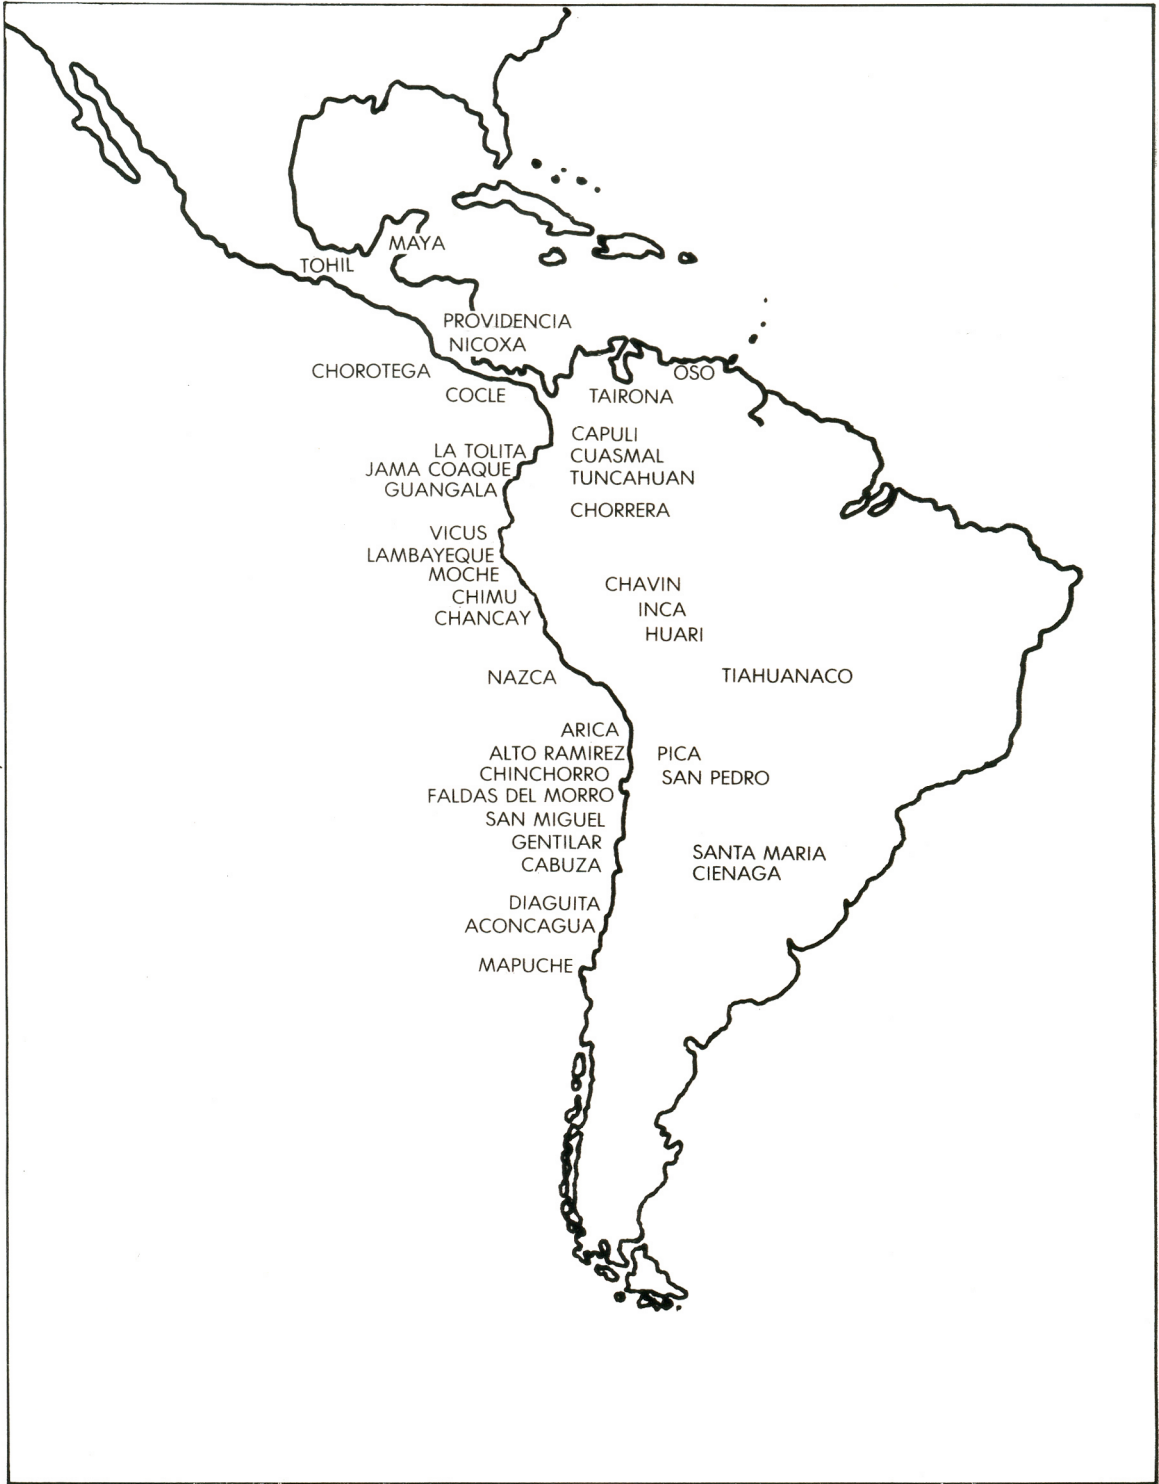 MAYA
TOHIL
PROVIDENCIA
NICOXA
CHOROTEGA
OSO
COCLE
TAIRONA
CAPULI
LA TOLITA
CUASMAL
JAMA COAQUE
TUNCAHUAN
GUANGALA
CHORRERA
VICUS
LAMBAYEQUE
MOCHE
CHAVIN
CHIMU
INCA
CHANCAY
HUARI
NAZCA
TIAHUANACO
ARICA
ALTO RAMIREZ
PICA
CHINCHORRO
SAN PEDRO
FALDAS DEL MORRO
SAN MIGUEL
GENTILAR
SANTA MARIA
CABUZA
CIENAGA
DIAGUITA
ACONCAGUA
MAPUCHE